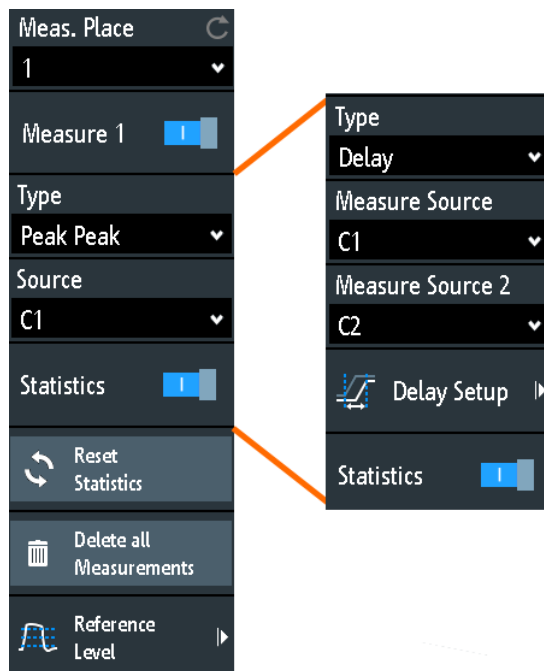 Meas. Place
1
Measure 1
Type
Peak Peak
Source
C1
Statistics
Reset
Statistics
Delete all
Measurements
Reference
Level
Type
Delay
Measure Source
C1
Measure Source 2
C2
Delay Setup
Statistics